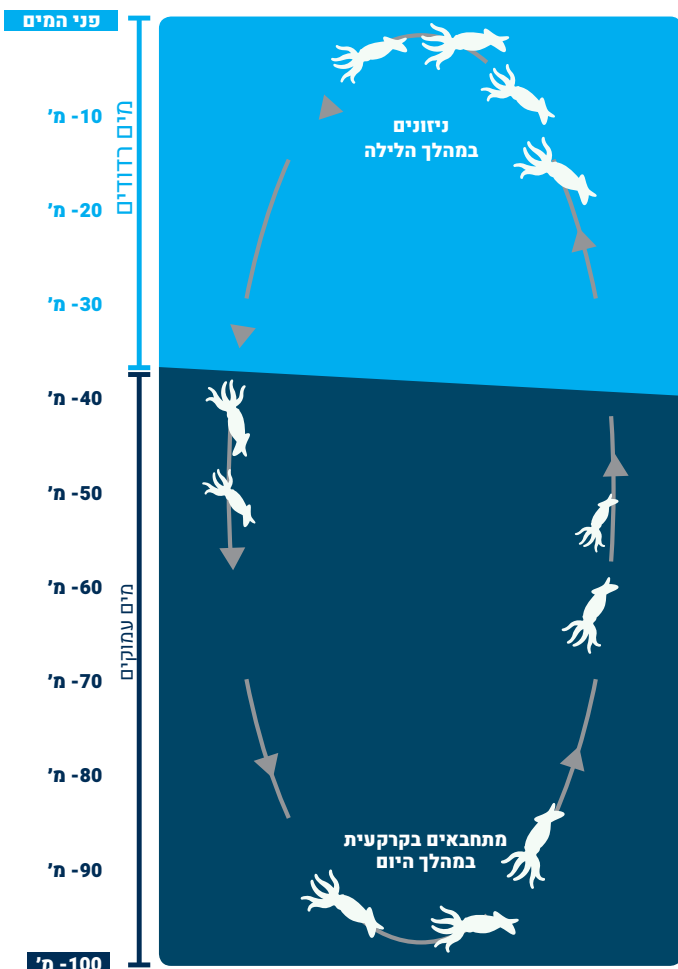 פני המים
10- מ׳
20- מ׳
30- מ׳
40- מ׳
50- מ׳
60- מ׳
70- מ׳
80- מ׳
90- מ׳
100- מ׳
מים רדודים
מים עמוקים
ניזונים
במהלך הלילה
מתחבאים בקרקעית
במהלך היום